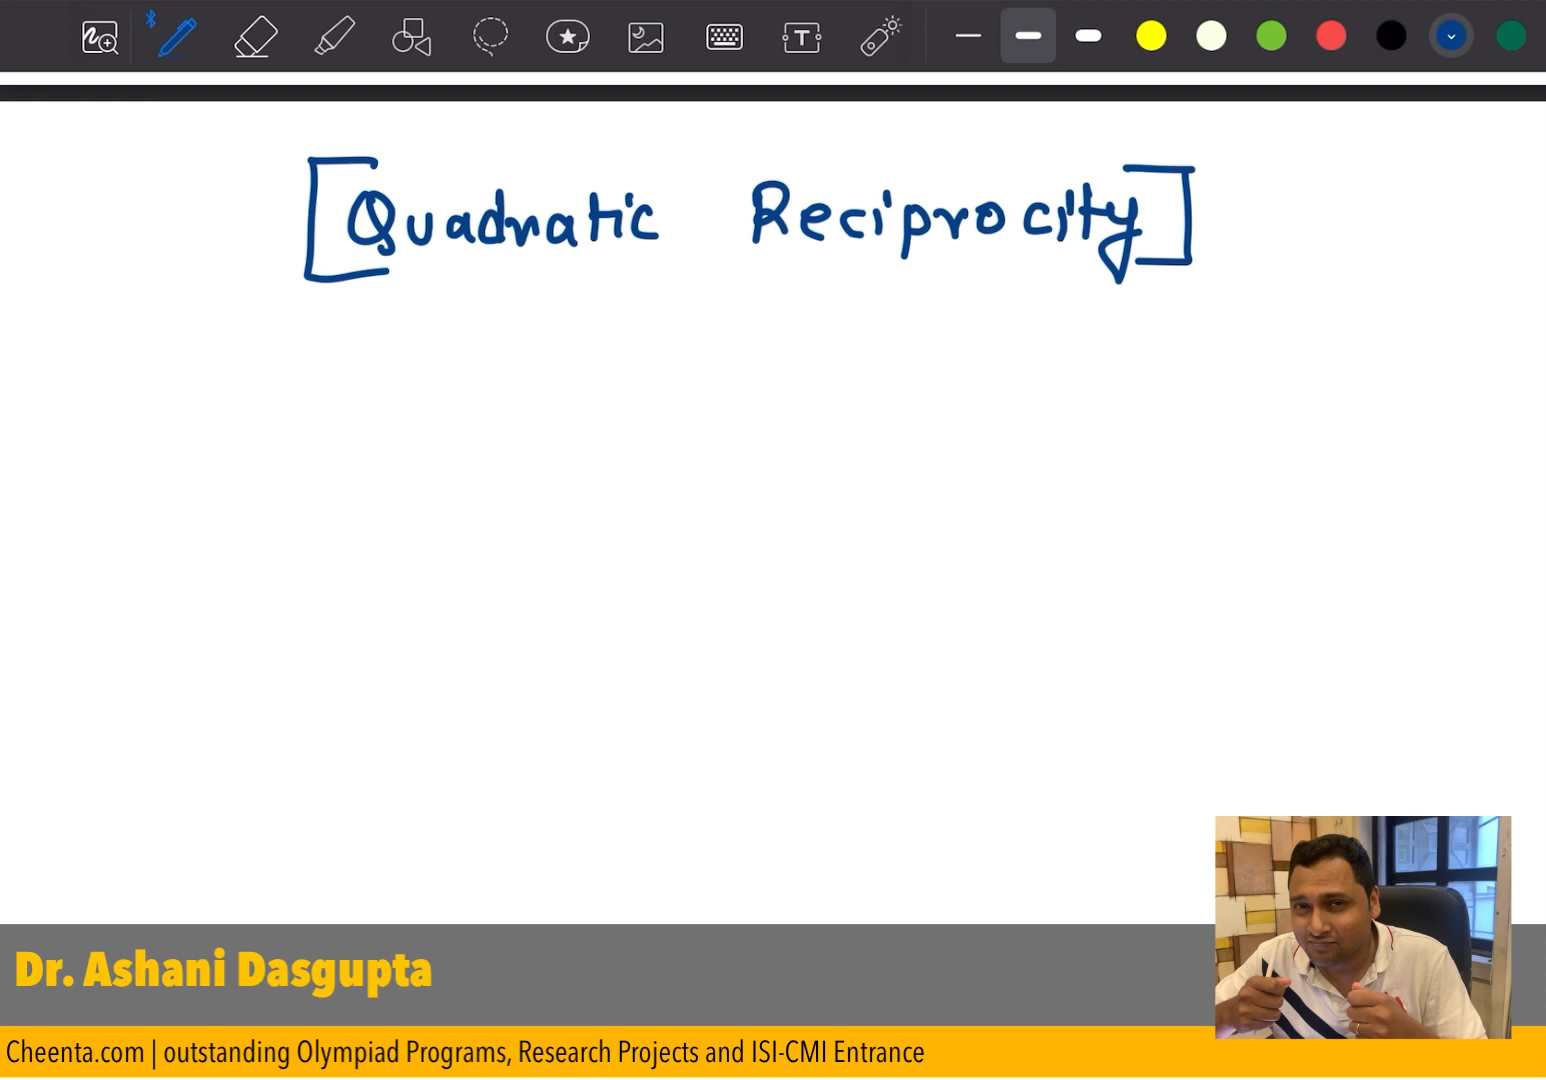 [Quadratic Reciprocity]
Dr. Ashani Dasgupta
Cheenta.com | outstanding Olympiad Programs, Research Projects and ISI-CMI Entrance